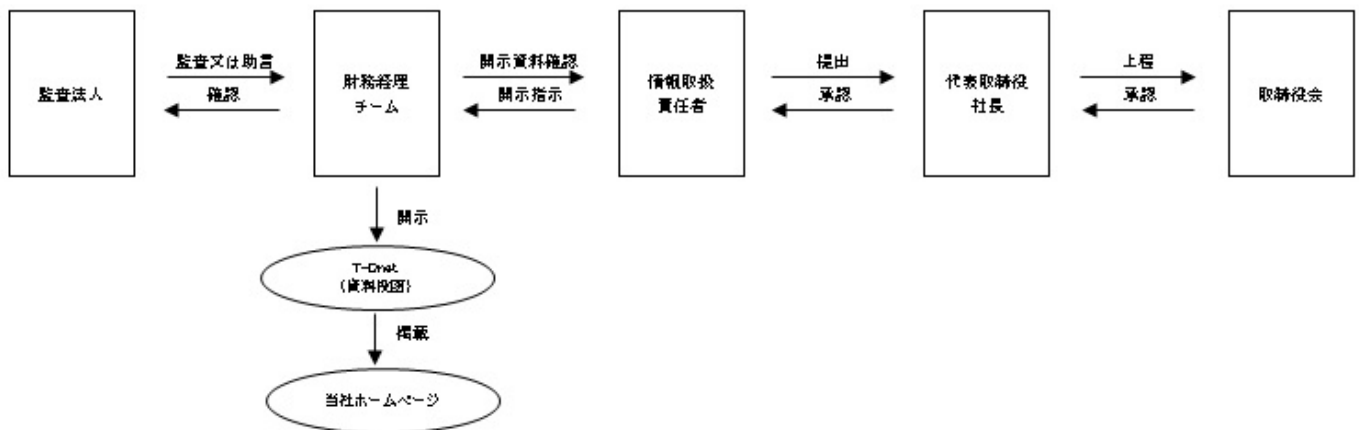 監査法人
監査又は助言
確認
財務経理
チーム
開示資料確認
開示指示
情報取扱
責任者
提出
承認
代表取締役
社長
上程
承認
取締役会
開示
T-Dnet
(資料投函)
掲載
当社ホームページ